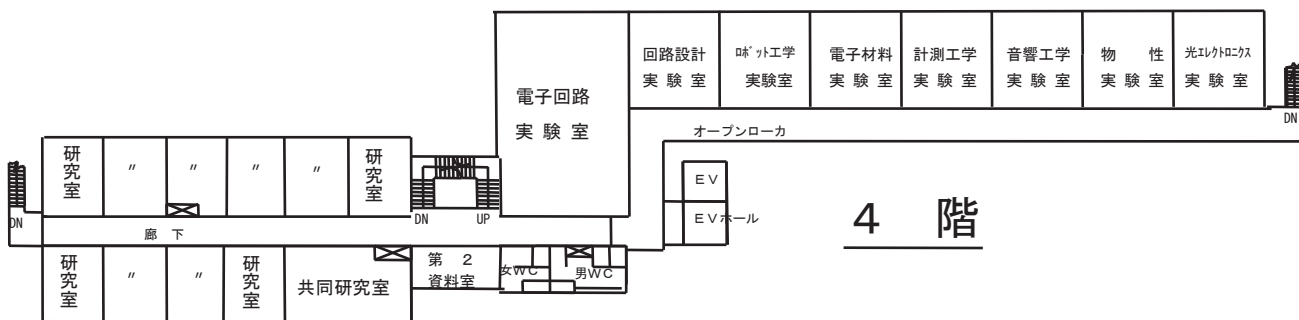 回路設計
実験室
ロボット工学
実験室
電子材料
実験室
計測工学
実験室
音響工学
実験室
物性
実験室
光エレクトロニクス
実験室
電子回路
実験室
オープンローカ
DN
研究室
〃
〃
〃
〃
研究室
EV
EVホール
4 階
DN
DN
UP
廊下
研究室
〃
〃
研究室
共同研究室
第2
資料室
女WC
男WC